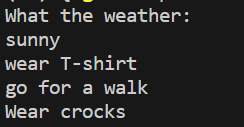 What the weather:
sunny
wear T-shirt
go for a walk
Wear crocks